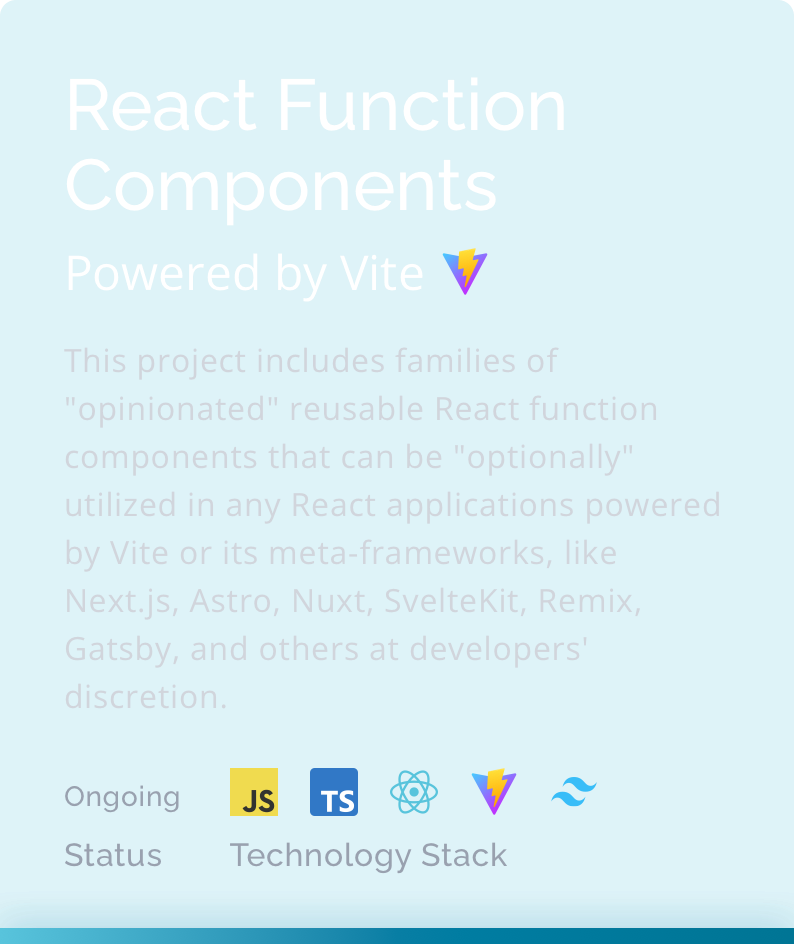 React Function
Components
Powered by Vite
This project includes families of
"opinionated" reusable React function
components that can be "optionally"
utilized in any React applications powered
by Vite or its meta-frameworks, like
Next.js, Astro, Nuxt, SvelteKit, Remix,
Gatsby, and others at developers'
discretion.
Ongoing JS TS
Status Technology Stack